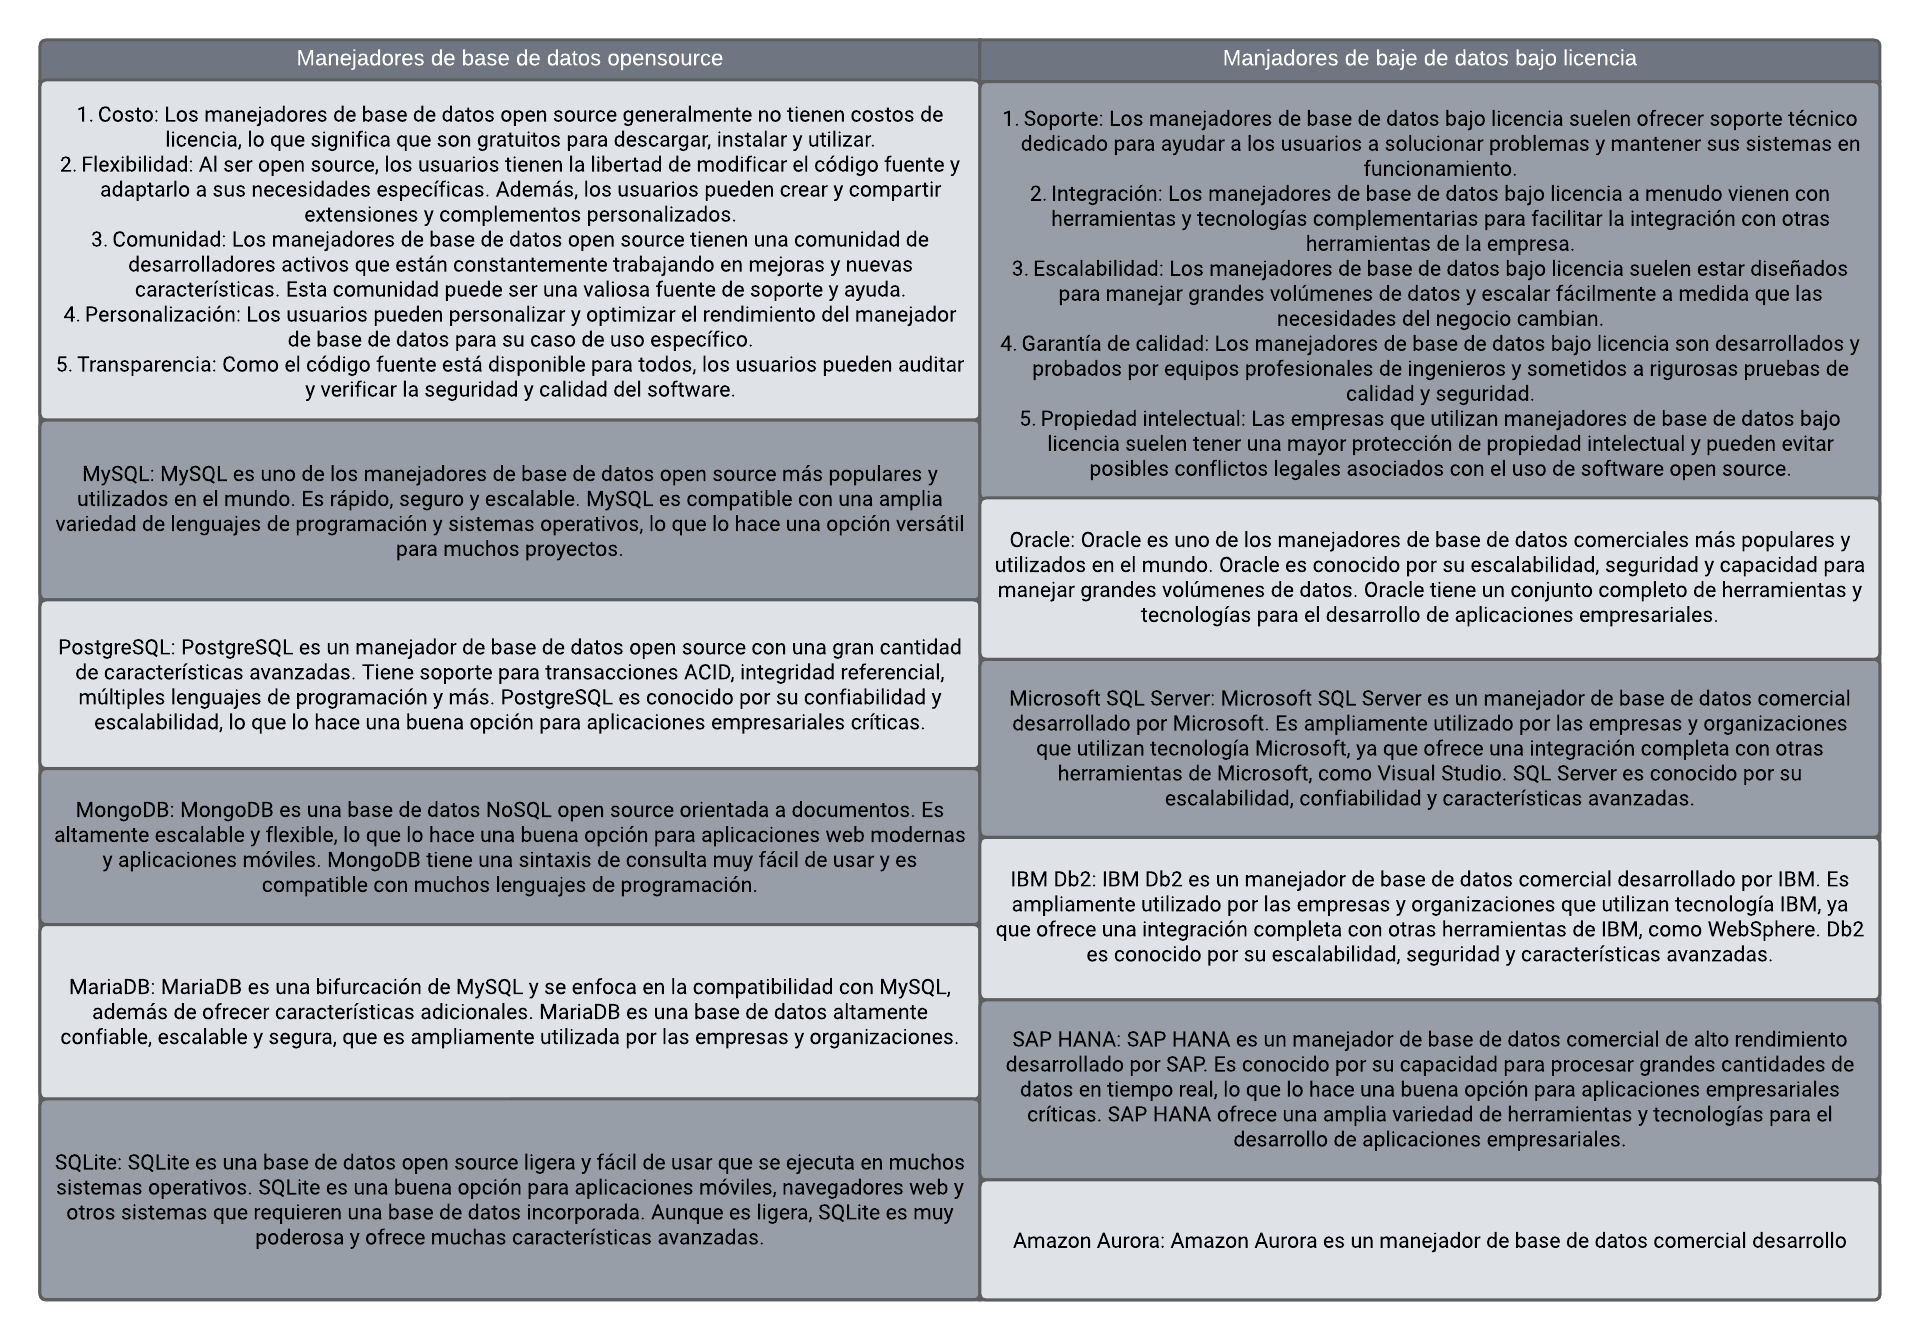 Manejadores de base de datos opensource
1. Costo: Los manejadores de base de datos open source generalmente no tienen costos de
licencia, lo que significa que son gratuitos para descargar, instalar y utilizar.
2. Flexibilidad: Al ser open source, los usuarios tienen la libertad de modificar el código fuente y
adaptarlo a sus necesidades específicas. Además, los usuarios pueden crear y compartir
extensiones y complementos personalizados.
3. Comunidad: Los manejadores de base de datos open source tienen una comunidad de
desarrolladores activos que están constantemente trabajando en mejoras y nuevas
características. Esta comunidad puede ser una valiosa fuente de soporte y ayuda.
4. Personalización: Los usuarios pueden personalizar y optimizar el rendimiento del manejador
de base de datos para su caso de uso específico.
5. Transparencia: Como el código fuente está disponible para todos, los usuarios pueden auditar
y verificar la seguridad y calidad del software.
MySQL: MySQL es uno de los manejadores de base de datos open source más populares y
utilizados en el mundo. Es rápido, seguro y escalable. MySQL es compatible con una amplia
variedad de lenguajes de programación y sistemas operativos, lo que lo hace una opción versátil
para muchos proyectos.
PostgreSQL: PostgreSQL es un manejador de base de datos open source con una gran cantidad
de características avanzadas. Tiene soporte para transacciones ACID, integridad referencial,
múltiples lenguajes de programación y más. PostgreSQL es conocido por su confiabilidad y
escalabilidad, lo que lo hace una buena opción para aplicaciones empresariales críticas.
MongoDB: MongoDB es una base de datos NoSQL open source orientada a documentos. Es
altamente escalable y flexible, lo que lo hace una buena opción para aplicaciones web modernas
y aplicaciones móviles. MongoDB tiene una sintaxis de consulta muy fácil de usar y es
compatible con muchos lenguajes de programación.
MariaDB: MariaDB es una bifurcación de MySQL y se enfoca en la compatibilidad con MySQL,
además de ofrecer características adicionales. MariaDB es una base de datos altamente
confiable, escalable y segura, que es ampliamente utilizada por las empresas y organizaciones.
SQLite: SQLite es una base de datos open source ligera y fácil de usar que se ejecuta en muchos
sistemas operativos. SQLite es una buena opción para aplicaciones móviles, navegadores web y
otros sistemas que requieren una base de datos incorporada. Aunque es ligera, SQLite es muy
poderosa y ofrece muchas características avanzadas.
Manjadores de baje de datos bajo licencia
1. Soporte: Los manejadores de base de datos bajo licencia suelen ofrecer soporte técnico
dedicado para ayudar a los usuarios a solucionar problemas y mantener sus sistemas en
funcionamiento.
2. Integración: Los manejadores de base de datos bajo licencia a menudo vienen con
herramientas y tecnologías complementarias para facilitar la integración con otras
herramientas de la empresa.
3. Escalabilidad: Los manejadores de base de datos bajo licencia suelen estar diseñados
para manejar grandes volúmenes de datos y escalar fácilmente a medida que las
necesidades del negocio cambian.
4. Garantía de calidad: Los manejadores de base de datos bajo licencia son desarrollados y
probados por equipos profesionales de ingenieros y sometidos a rigurosas pruebas de
calidad y seguridad.
5. Propiedad intelectual: Las empresas que utilizan manejadores de base de datos bajo
licencia suelen tener una mayor protección de propiedad intelectual y pueden evitar
posibles conflictos legales asociados con el uso de software open source.
Oracle: Oracle es uno de los manejadores de base de datos comerciales más populares y
utilizados en el mundo. Oracle es conocido por su escalabilidad, seguridad y capacidad para
manejar grandes volúmenes de datos. Oracle tiene un conjunto completo de herramientas y
tecnologías para el desarrollo de aplicaciones empresariales.
Microsoft SQL Server: Microsoft SQL Server es un manejador de base de datos comercial
desarrollado por Microsoft. Es ampliamente utilizado por las empresas y organizaciones
que utilizan tecnología Microsoft, ya que ofrece una integración completa con otras
herramientas de Microsoft, como Visual Studio. SQL Server es conocido por su
escalabilidad, confiabilidad y características avanzadas.
IBM Db2: IBM Db2 es un manejador de base de datos comercial desarrollado por IBM. Es
ampliamente utilizado por las empresas y organizaciones que utilizan tecnología IBM, ya
que ofrece una integración completa con otras herramientas de IBM, como WebSphere. Db2
es conocido por su escalabilidad, seguridad y características avanzadas.
SAP HANA: SAP HANA es un manejador de base de datos comercial de alto rendimiento
desarrollado por SAP. Es conocido por su capacidad para procesar grandes cantidades de
datos en tiempo real, lo que lo hace una buena opción para aplicaciones empresariales
críticas. SAP HANA ofrece una amplia variedad de herramientas y tecnologías para el
desarrollo de aplicaciones empresariales.
Amazon Aurora: Amazon Aurora es un manejador de base de datos comercial desarrollo